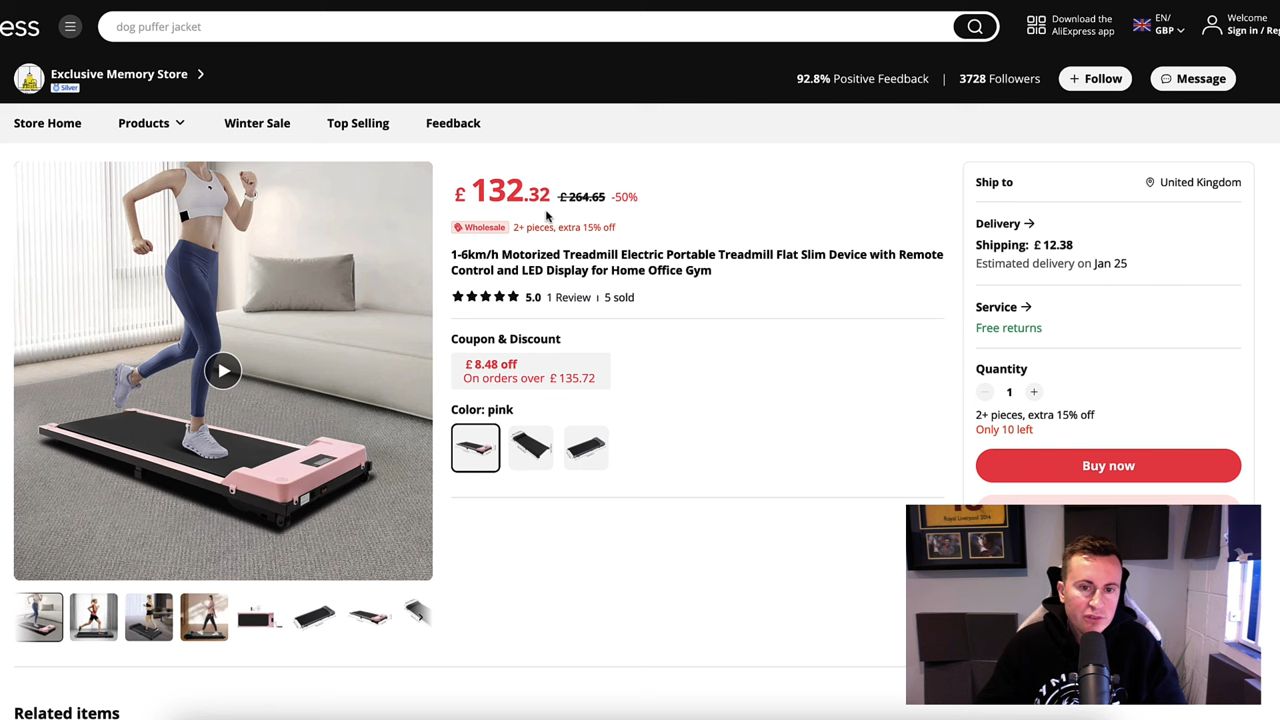 ess
dog puffer jacket
Download the
AliExpress app
EN/
GBP
Welcome
Sign in / Reg
Exclusive Memory Store
Silver
92.8% Positive Feedback | 3728 Followers
+ Follow
Message
Store Home
Products
Winter Sale
Top Selling
Feedback
£ 132.32 £ 264.65 -50%
Wholesale 2+ pieces, extra 15% off
1-6km/h Motorized Treadmill Electric Portable Treadmill Flat Slim Device with Remote
Control and LED Display for Home Office Gym
5.0 1 Review 5 sold
Coupon & Discount
£ 8.48 off
On orders over £ 135.72
Color: pink
Ship to
United Kingdom
Delivery
Shipping: £ 12.38
Estimated delivery on Jan 25
Service
Free returns
Quantity
1
2+ pieces, extra 15% off
Only 10 left
Buy now
Royal Liverpool 2014
Related items